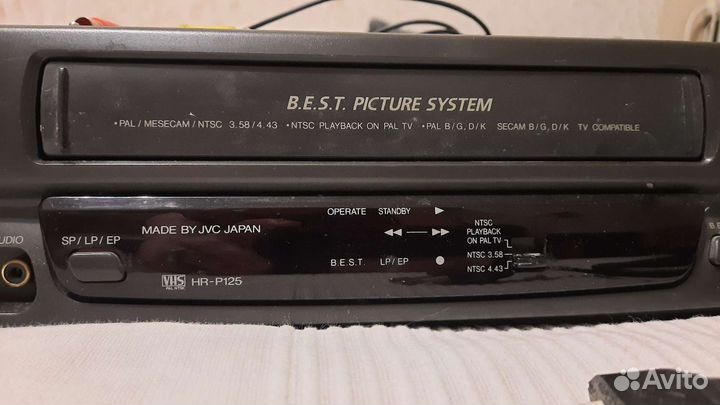 B.E.S.T. PICTURE SYSTEM
•PAL / MESECAM / NTSC 3.58 / 4.43 •NTSC PLAYBACK ON PAL TV •PAL B/G, D/K SECAM B/G, D/K TV COMPATIBLE
OPERATE STANDBY
NTSC
PLAYBACK
ON PAL TV
MADE BY JVC JAPAN
SP / LP / EP
B.E.S.T. LP / EP
NTSC 3.58
NTSC 4.43
VHS
PAL NTSC
HR-P125
Avito